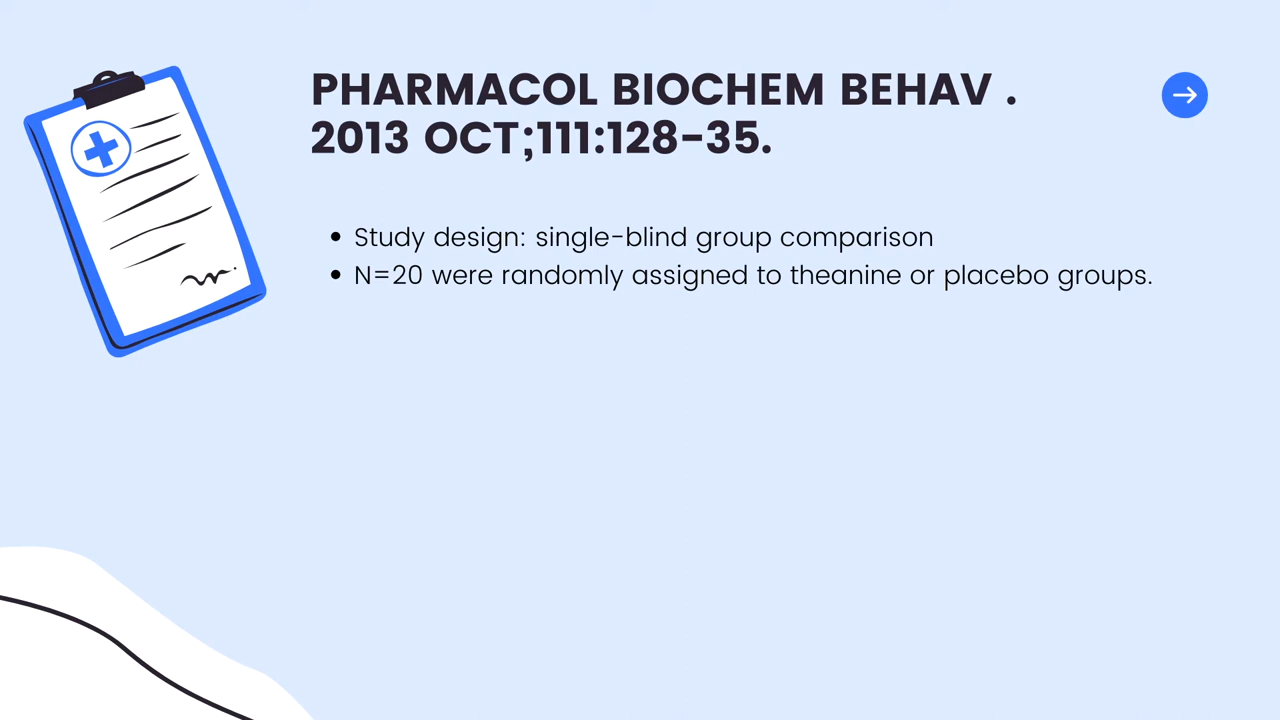 PHARMACOL BIOCHEM BEHAV .
2013 OCT;111:128-35.
• Study design: single-blind group comparison
• N=20 were randomly assigned to theanine or placebo groups.